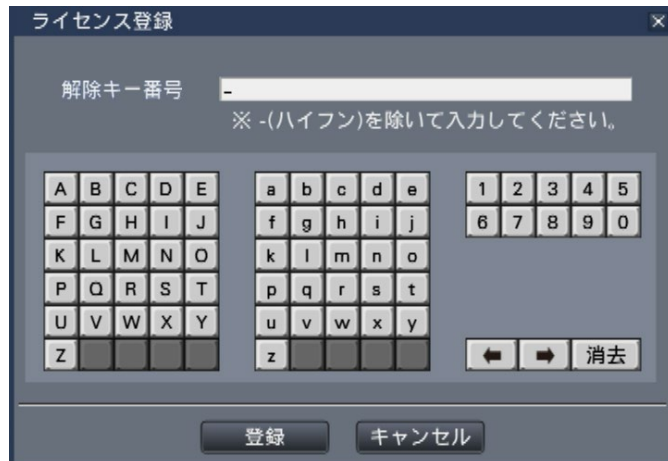 ライセンス登録 ×
解除キー番号 _
※ -(ハイフン)を除いて入力してください。
A B C D E a b c d e 1 2 3 4 5
F G H I J f g h i j 6 7 8 9 0
K L M N O k l m n o
P Q R S T p q r s t
U V W X Y u v w x y
Z z ← → 消去
登録 キャンセル